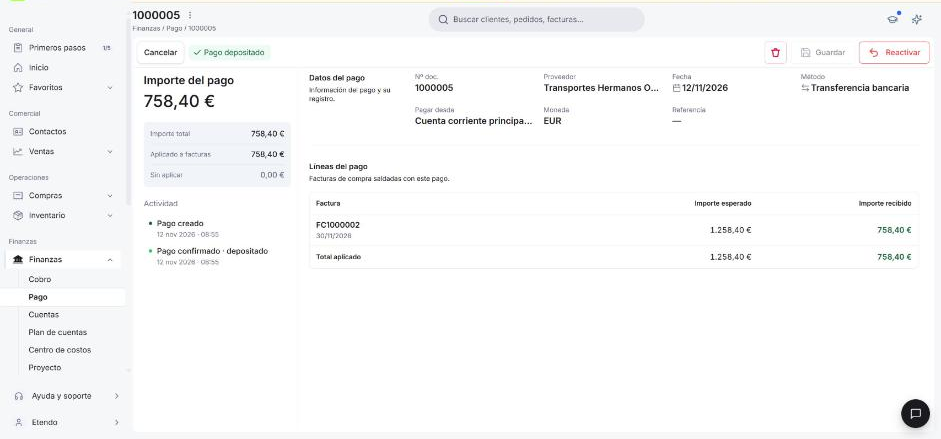 1000005
Finanzas / Pago / 1000005
Buscar clientes, pedidos, facturas...
General
Primeros pasos 1/5
Inicio
Favoritos
Comercial
Contactos
Ventas
Operaciones
Compras
Inventario
Finanzas
Finanzas
Cobro
Pago
Cuentas
Plan de cuentas
Centro de costos
Proyecto
Ayuda y soporte
Etendo
Cancelar
Pago depositado
Guardar
Reactivar
Importe del pago
758,40 €
Importe total 758,40 €
Aplicado a facturas 758,40 €
Sin aplicar 0,00 €
Actividad
Pago creado
12 nov 2026 · 08:55
Pago confirmado · depositado
12 nov 2026 · 08:55
Datos del pago
Información del pago y su
registro.
Nº doc. Proveedor Fecha Método
1000005 Transportes Hermanos O... 12/11/2026 Transferencia bancaria
Pagar desde Moneda Referencia
Cuenta corriente principa... EUR —
Líneas del pago
Facturas de compra saldadas con este pago.
Factura Importe esperado Importe recibido
FC1000002 1.258,40 € 758,40 €
30/11/2026
Total aplicado 1.258,40 € 758,40 €